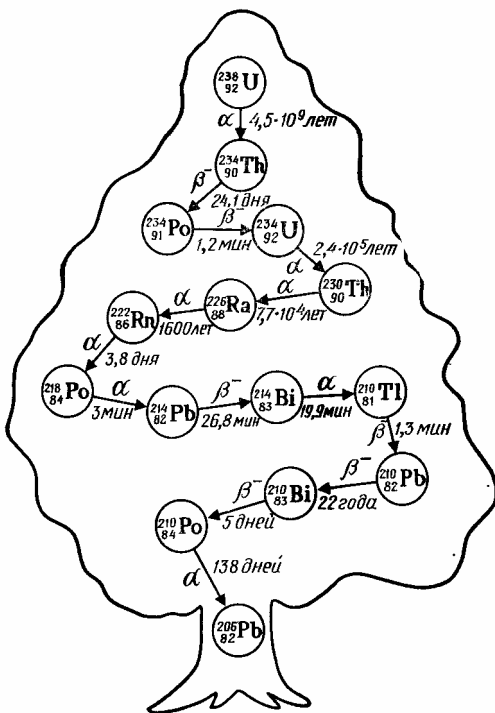 ²³⁸₉₂U
α 4,5·10⁹ лет
²³⁴₉₀Th
β⁻ 24,1 дня
²³⁴₉₁Po β⁻ 1,2 мин ²³⁴₉₂U
α 2,4·10⁵ лет
²³⁰₉₀Th
α 7,7·10⁴ лет
²²⁶₈₈Ra
α 1600 лет
²²²₈₆Rn
α 3,8 дня
²¹⁸₈₄Po α 3 мин ²¹⁴₈₂Pb β⁻ 26,8 мин ²¹⁴₈₃Bi α 19,9 мин ²¹⁰₈₁Tl
β⁻ 1,3 мин
²¹⁰₈₂Pb
β⁻ 22 года
²¹⁰₈₃Bi
β⁻ 5 дней
²¹⁰₈₄Po
α 138 дней
²⁰⁶₈₂Pb